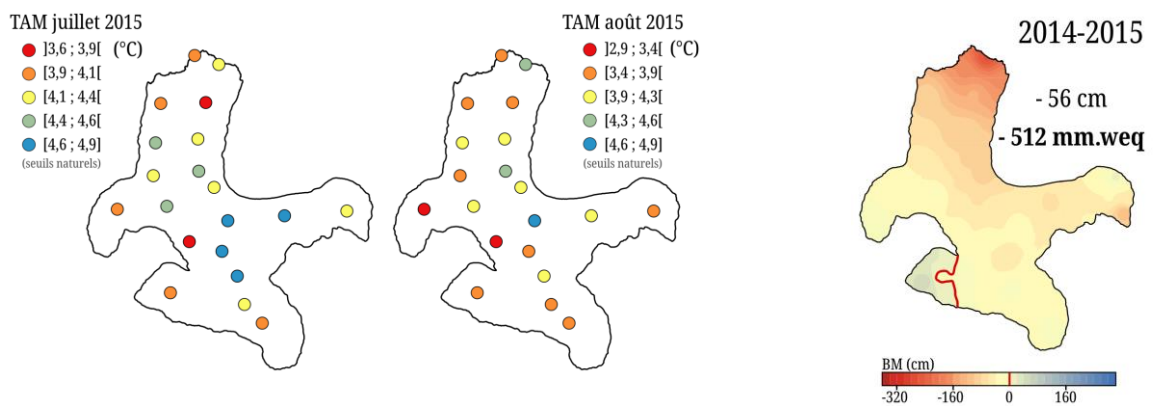 TAM juillet 2015
]3,6 ; 3,9[ (°C)
[3,9 ; 4,1[
[4,1 ; 4,4[
[4,4 ; 4,6[
[4,6 ; 4,9]
(seuils naturels)
TAM août 2015
]2,9 ; 3,4[ (°C)
[3,4 ; 3,9[
[3,9 ; 4,3[
[4,3 ; 4,6[
[4,6 ; 4,9]
(seuils naturels)
2014-2015
- 56 cm
- 512 mm.weq
BM (cm)
-320 -160 0 160